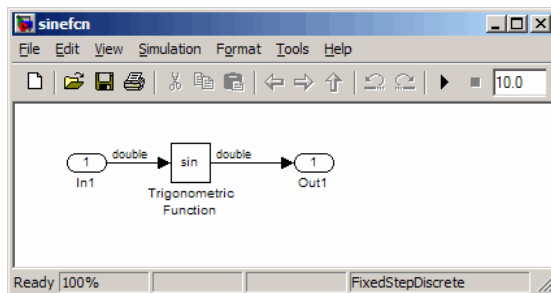 sinefcn
File Edit View Simulation Format Tools Help
10.0
1 double sin double 1
In1 Out1
Trigonometric
Function
Ready 100% FixedStepDiscrete